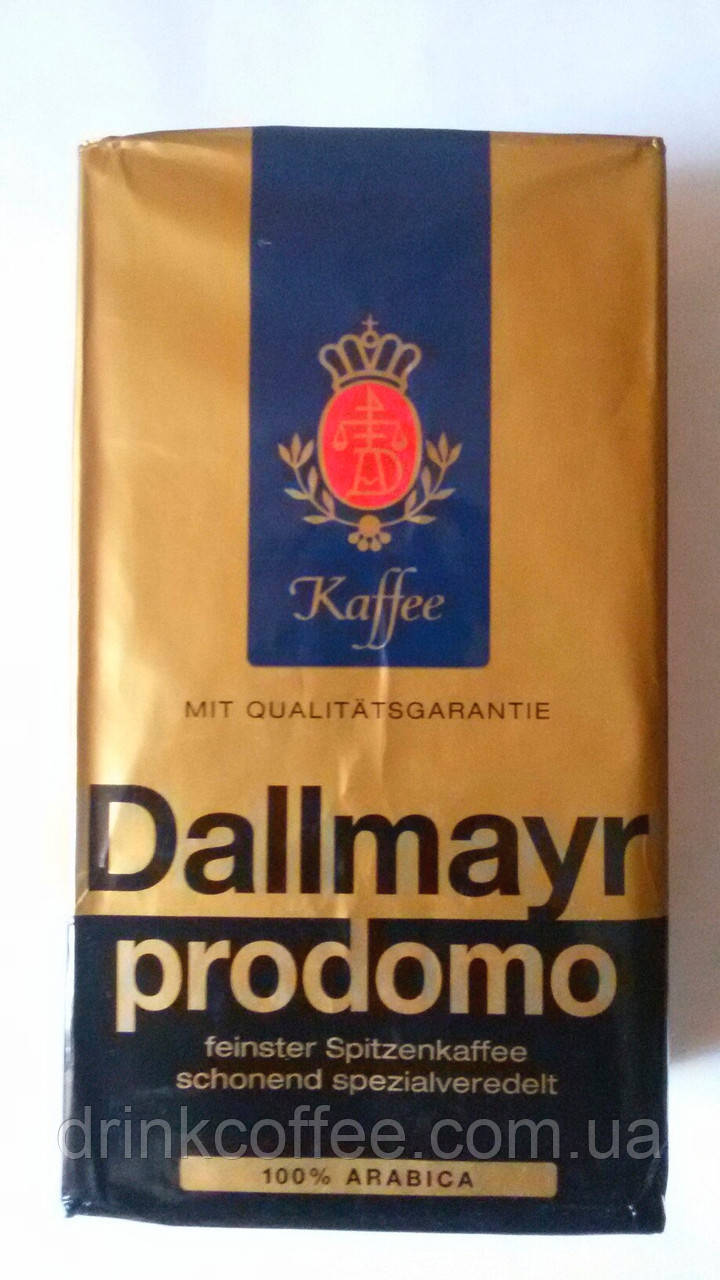 Kaffee
MIT QUALITÄTSGARANTIE
Dallmayr
prodomo
feinster Spitzenkaffee
schonend spezialveredelt
drinkcoffee.com.ua
100% ARABICA